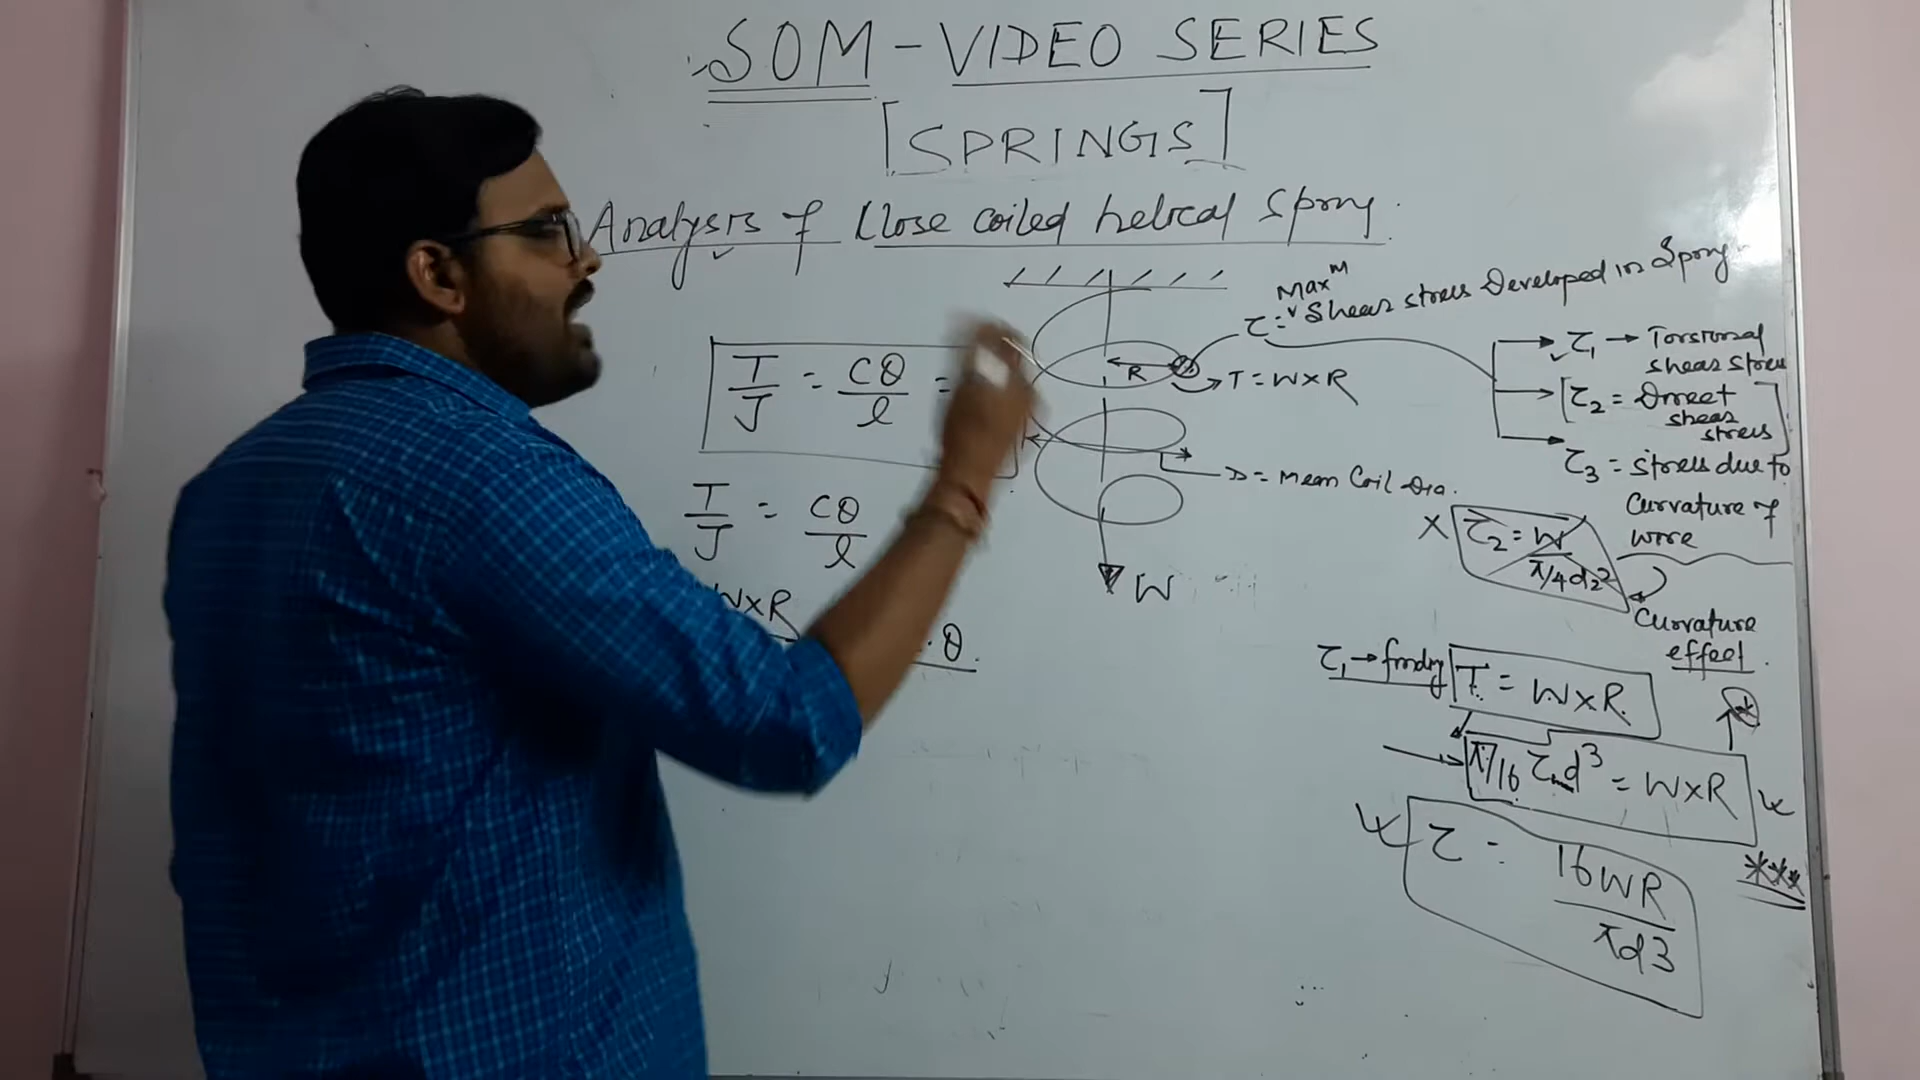 SOM - VIDEO SERIES
[SPRINGS]
Analysis of Close coiled helical Spring.
Max^m
τ = Shear stress Developed in Spring
T/J = Cθ/l =
R
T = W×R
τ₁ → Torsional
shear stress
[τ₂ = Direct
shear
stress]
τ₃ = stress due to
curvature of
wire
D = Mean Coil Dia.
T/J = Cθ/l
X τ₂ = W / π/4 d²
W
W×R
. θ
Curvature
effect.
τ₁ → finding T = W×R.
π/16 τ d³ = W×R
***
τ = 16WR / πd3